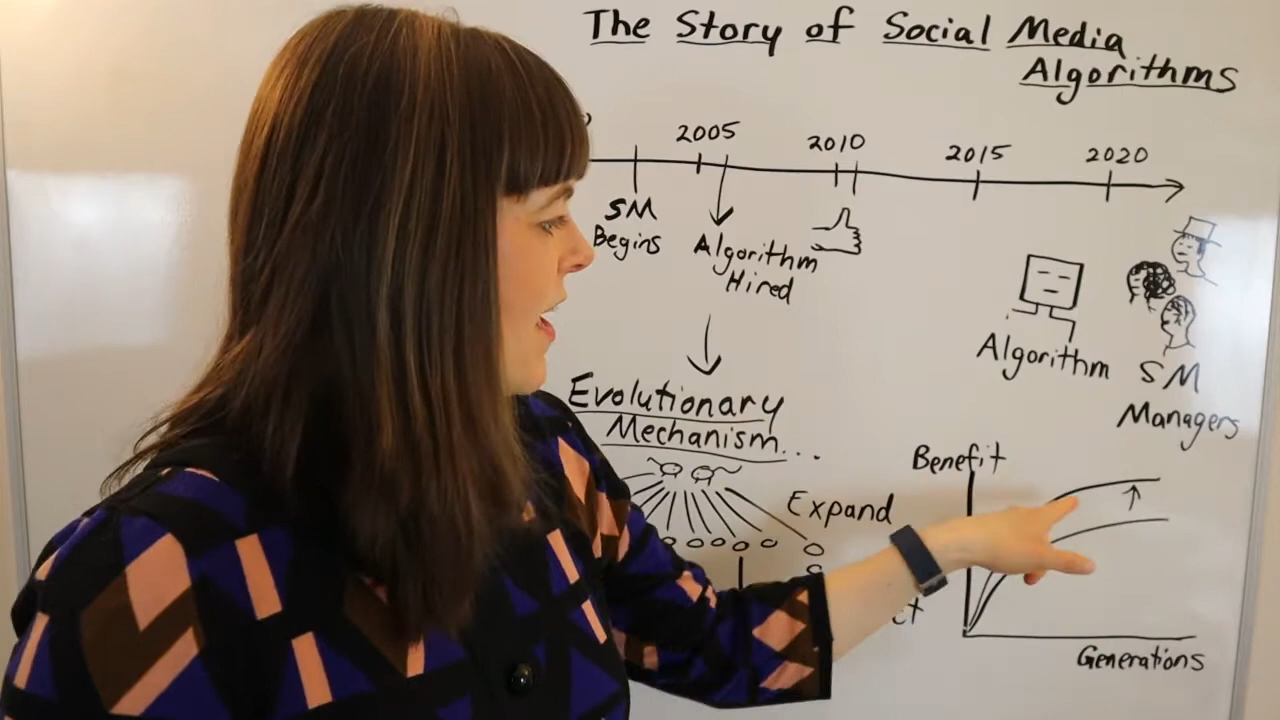 The Story of Social Media
Algorithms
2005
2010
2015
2020
SM
Begins
Algorithm
Hired
Algorithm
SM
Managers
Evolutionary
Mechanism...
Expand
Benefit
Generations